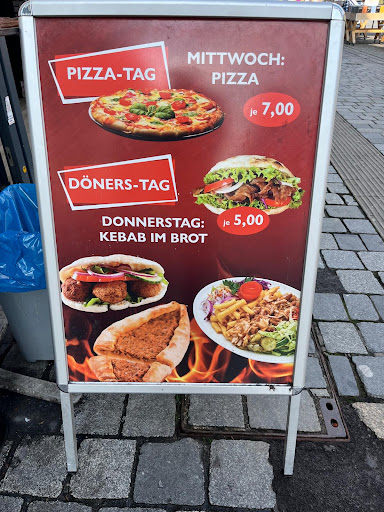 PIZZA-TAG
MITTWOCH:
PIZZA
je 7,00
DÖNERS-TAG
je 5,00
DONNERSTAG:
KEBAB IM BROT